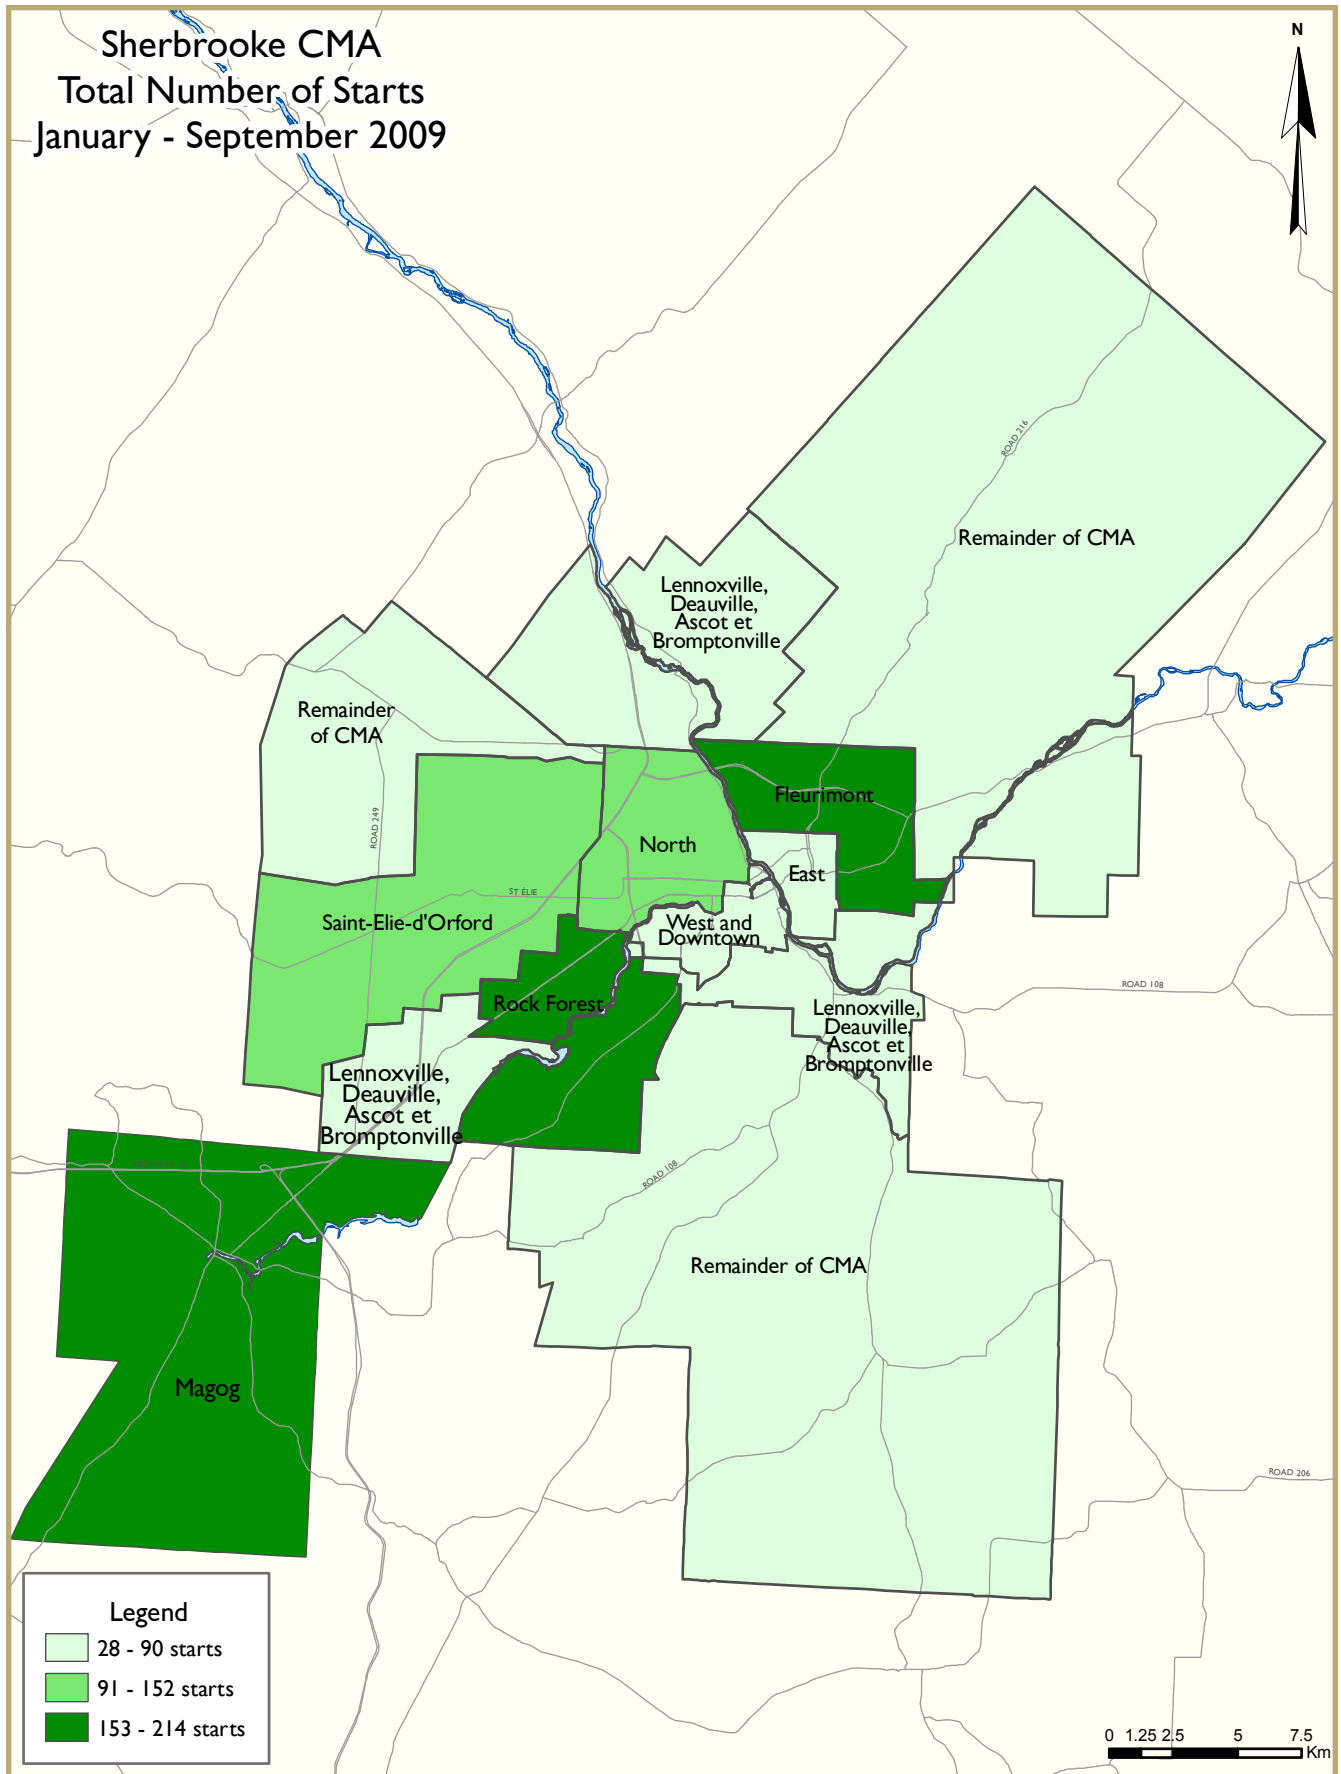 Sherbrooke CMA
Total Number of Starts
January - September 2009
N
ROAD 216
Remainder of CMA
Lennoxville,
Deauville,
Ascot et
Bromptonville
Remainder
of CMA
ROAD 249
Fleurimont
North
East
ST ÉLIE
Saint-Elie-d'Orford
West and
Downtown
Rock Forest
ROAD 108
Lennoxville,
Deauville,
Ascot et
Bromptonville
Lennoxville,
Deauville,
Ascot et
Bromptonville
ROAD 108
Remainder of CMA
Magog
ROAD 206
Legend
28 - 90 starts
91 - 152 starts
153 - 214 starts
0 1.25 2.5 5 7.5
Km